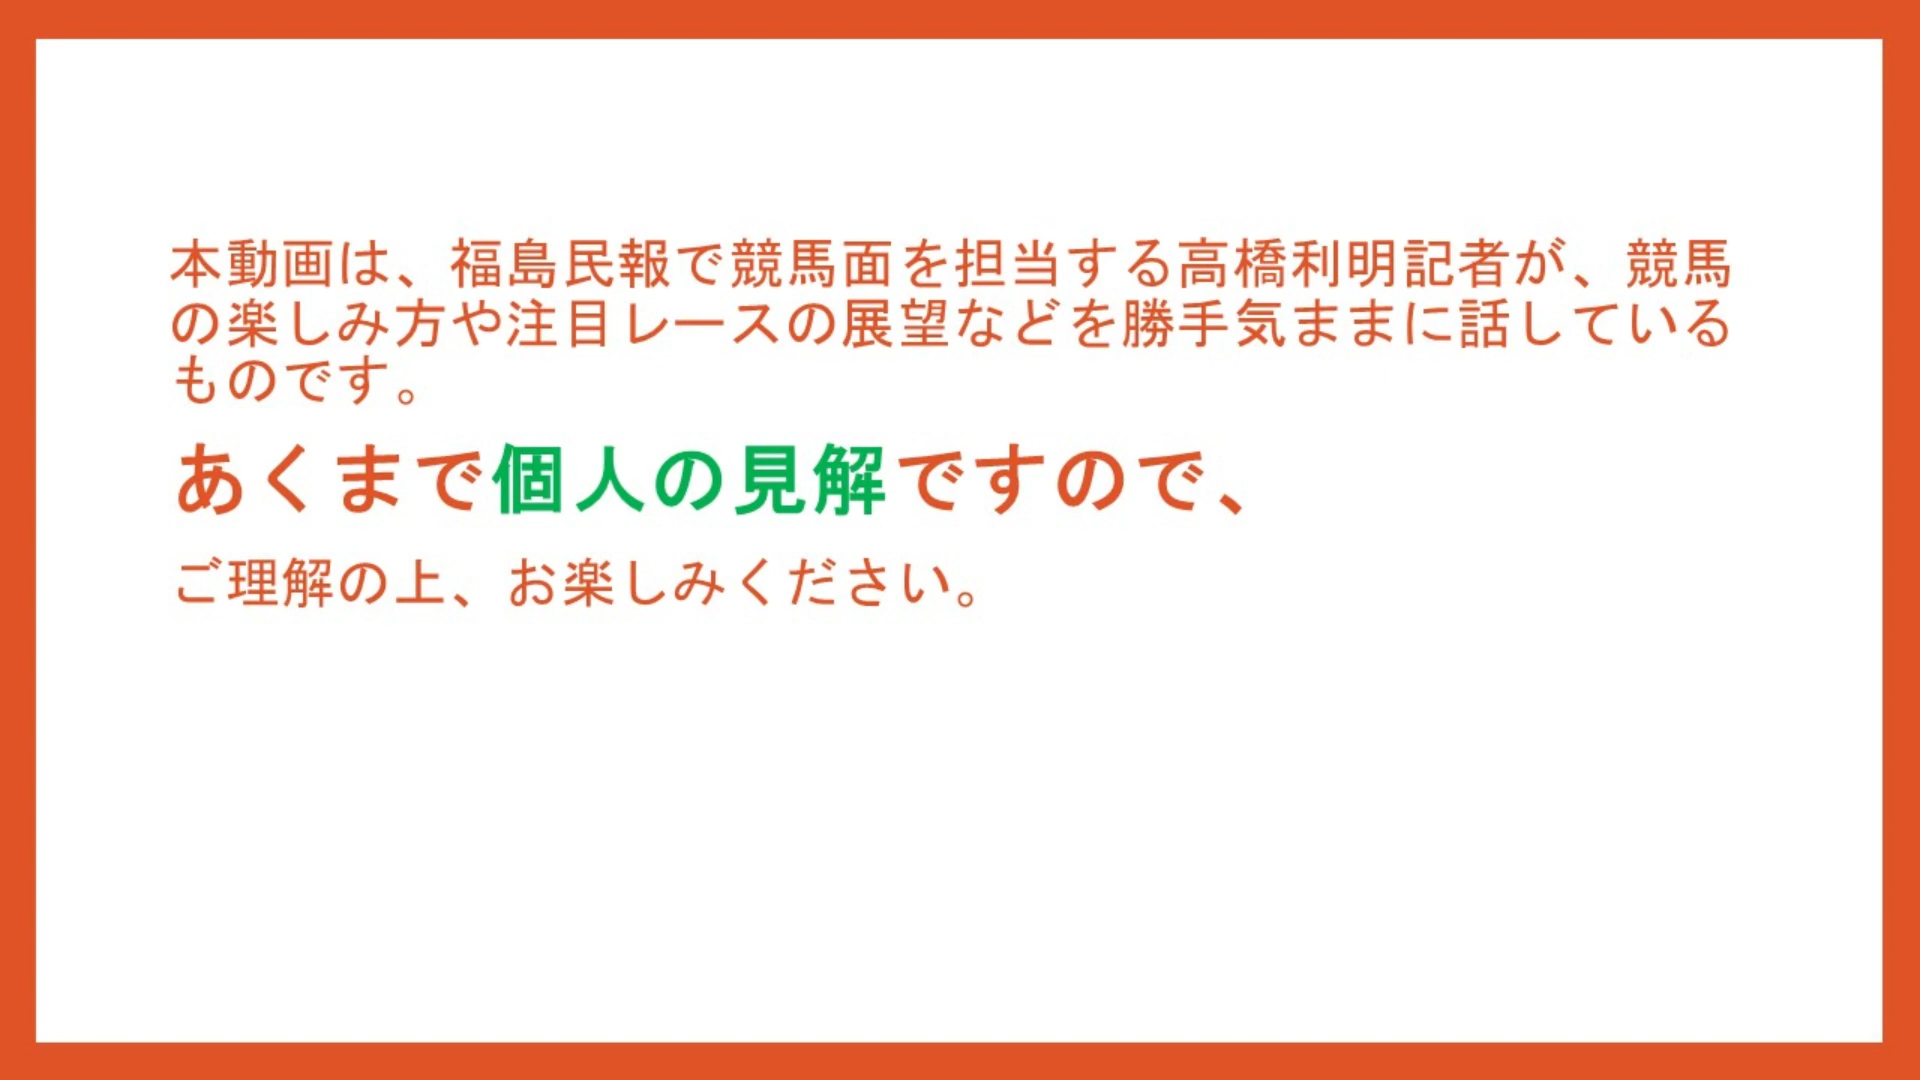 本動画は、福島民報で競馬面を担当する高橋利明記者が、競馬
の楽しみ方や注目レースの展望などを勝手気ままに話している
ものです。
あくまで個人の見解ですので、
ご理解の上、お楽しみください。